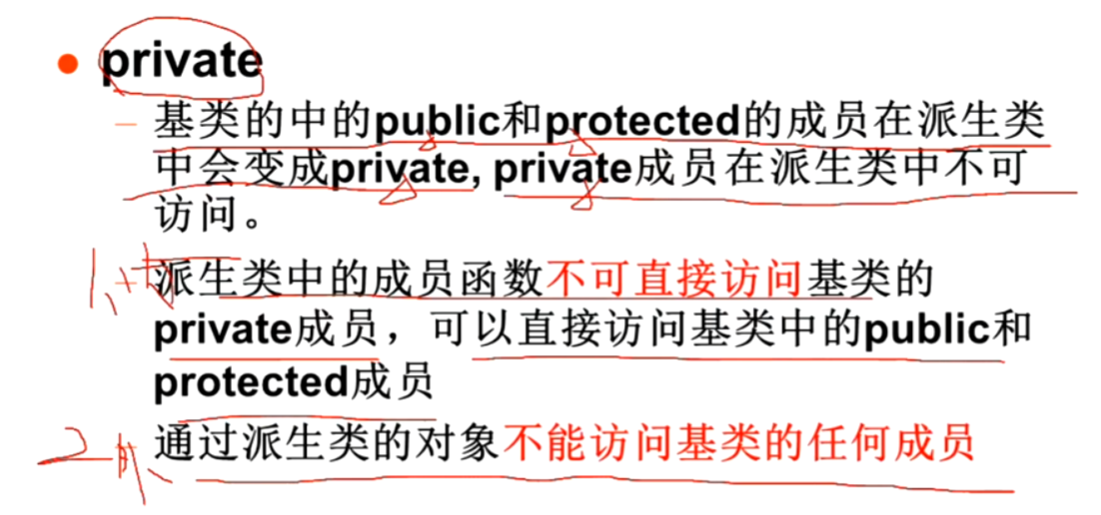 private
基类的中的public和protected的成员在派生类
中会变成private, private成员在派生类中不可
访问。
1、内 派生类中的成员函数不可直接访问基类的
private成员，可以直接访问基类中的public和
protected成员
2 外、通过派生类的对象不能访问基类的任何成员